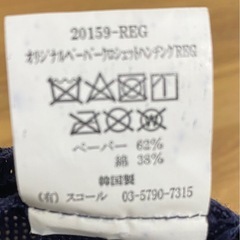 20159-REG
オリジナルペーパークロシェットヘンチングREG
ペーパー 62%
綿 38%
韓国製
(有) スコール 03-5790-7315